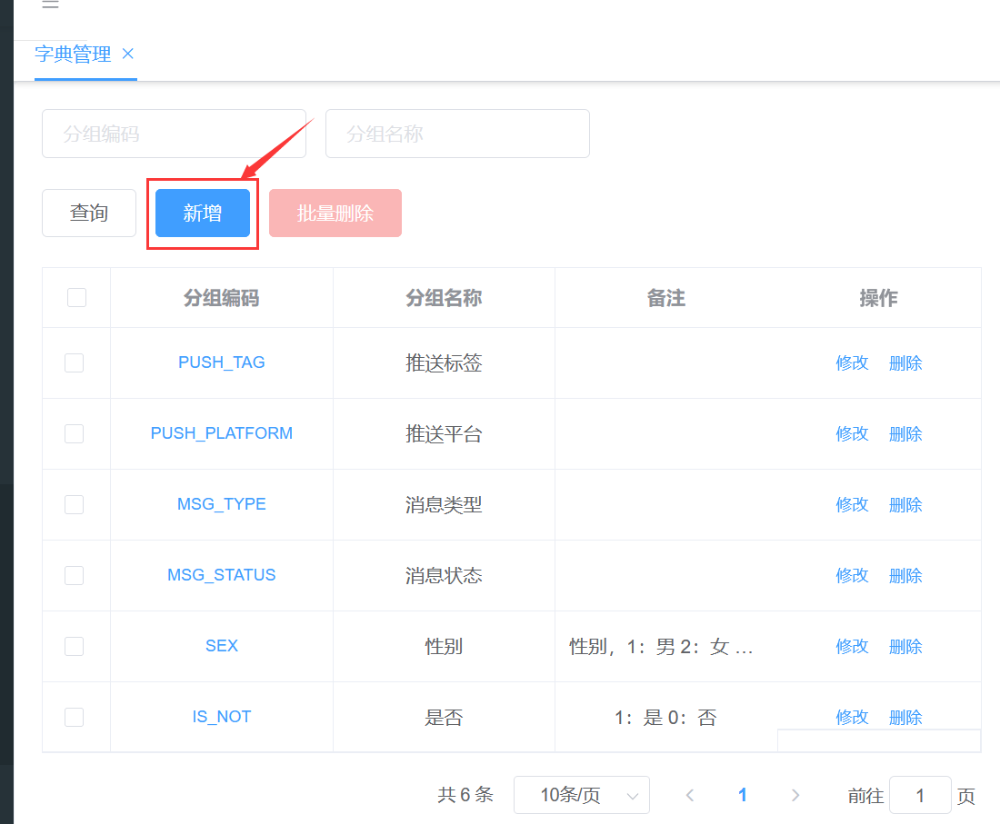 字典管理
分组编码 分组名称
查询 新增 批量删除
分组编码 分组名称 备注 操作
PUSH_TAG 推送标签 修改 删除
PUSH_PLATFORM 推送平台 修改 删除
MSG_TYPE 消息类型 修改 删除
MSG_STATUS 消息状态 修改 删除
SEX 性别 性别，1：男 2：女 ... 修改 删除
IS_NOT 是否 1：是 0：否 修改 删除
共 6 条 10条/页 1 前往 1 页